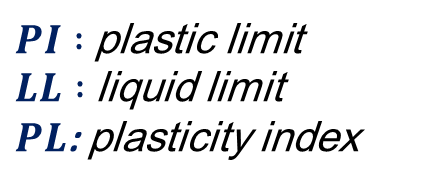 PI : plastic limit
LL : liquid limit
PL: plasticity index